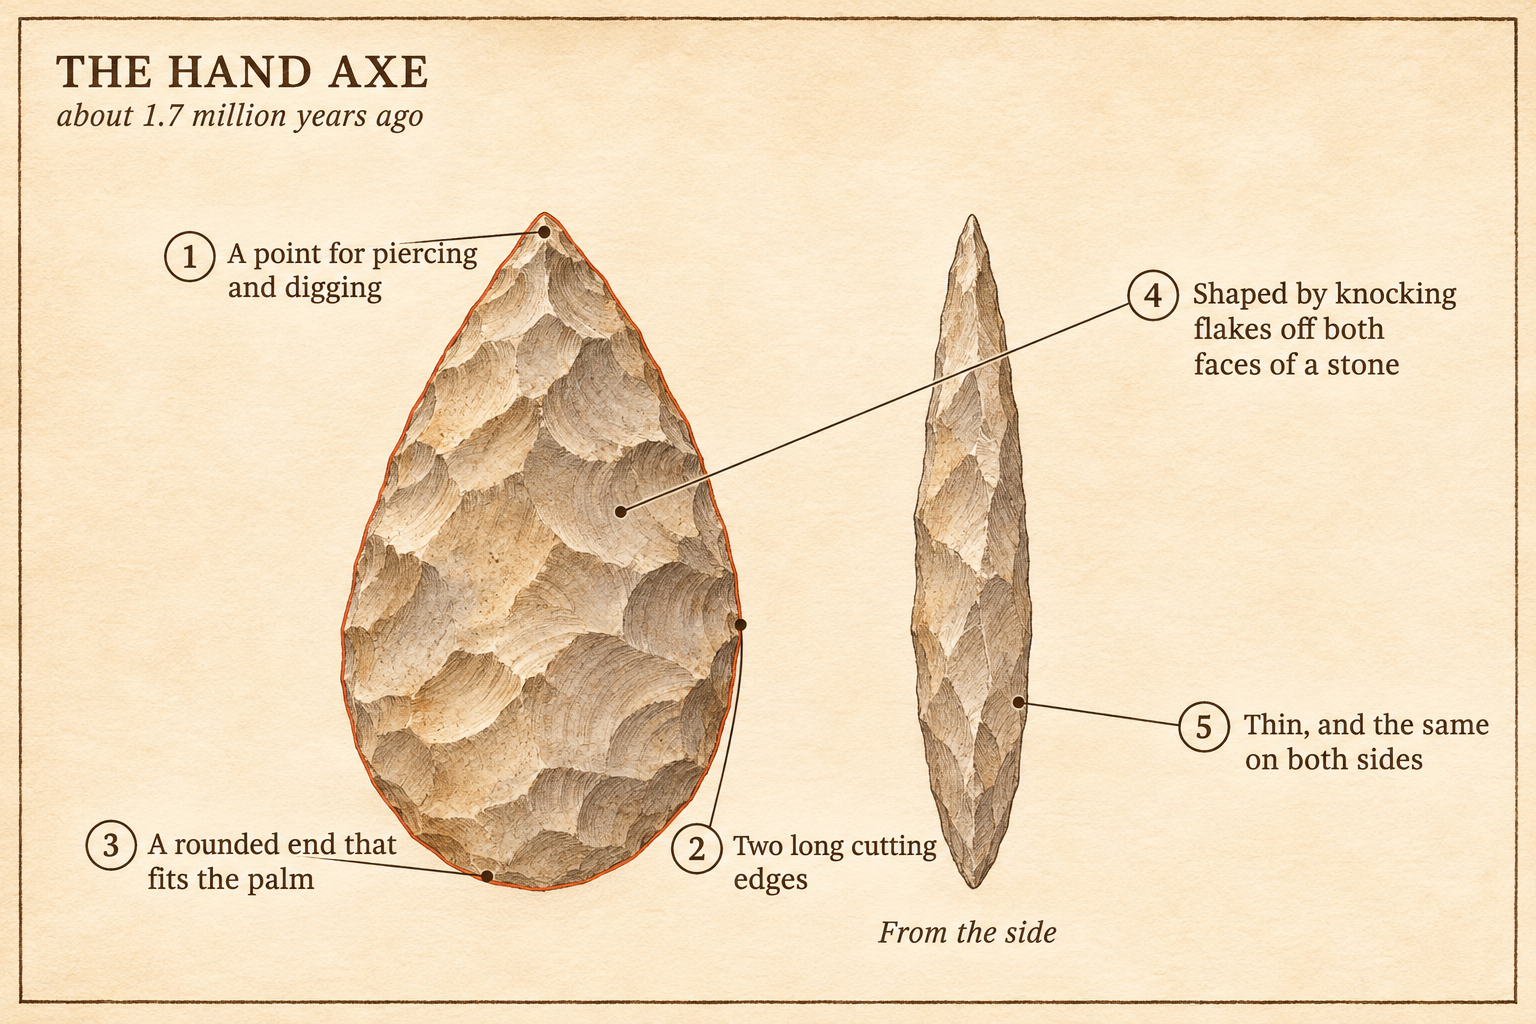 THE HAND AXE
about 1.7 million years ago
1 A point for piercing
and digging
4 Shaped by knocking
flakes off both
faces of a stone
5 Thin, and the same
on both sides
3 A rounded end that
fits the palm
2 Two long cutting
edges
From the side